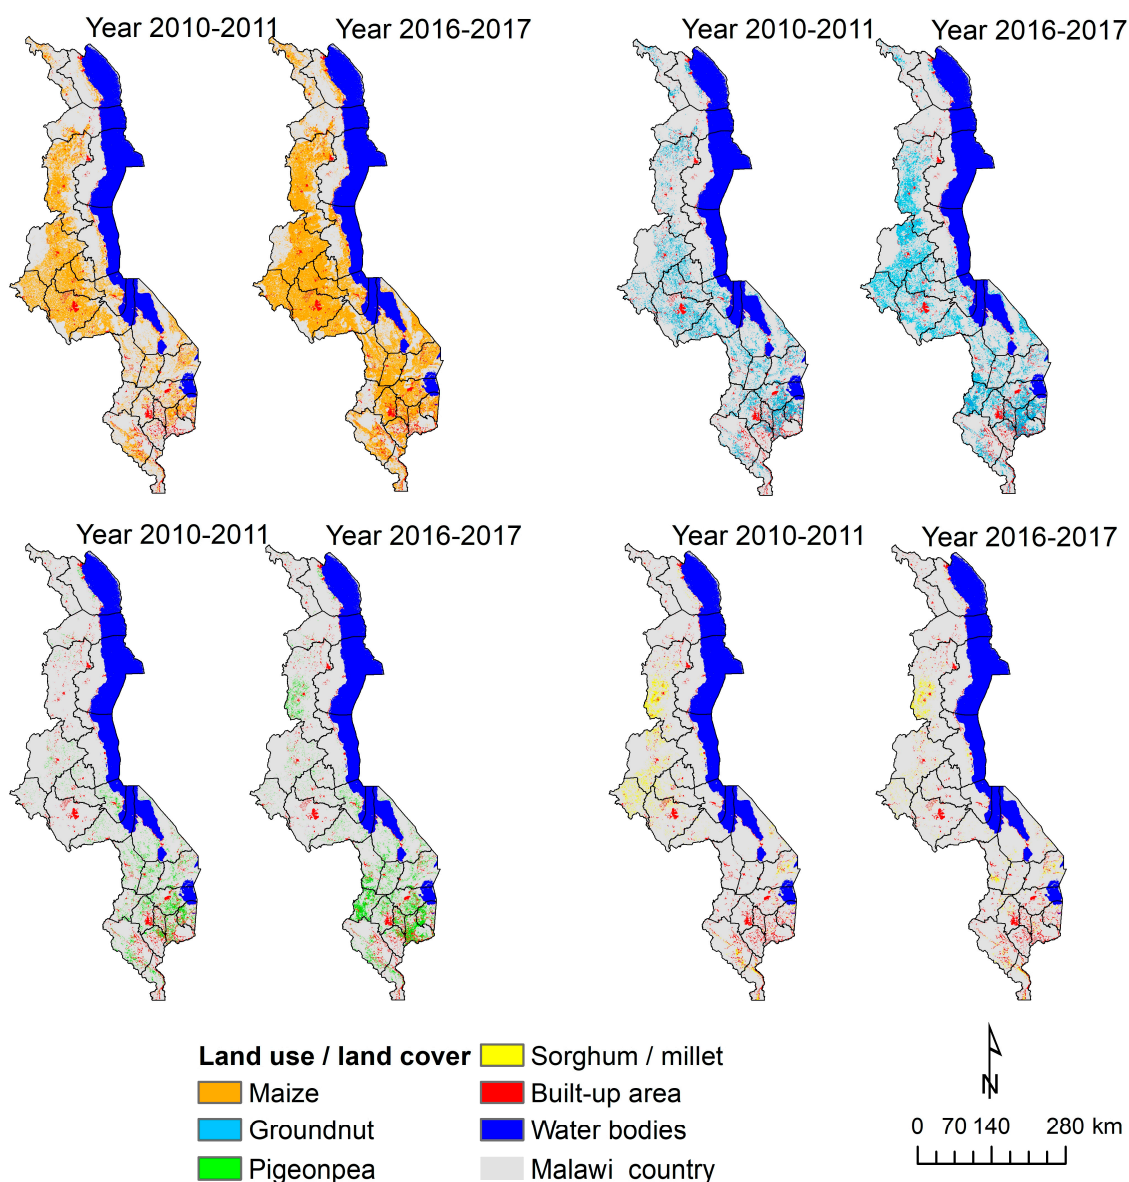 Year 2010-2011
Year 2016-2017
Year 2010-2011
Year 2016-2017
Year 2010-2011
Year 2016-2017
Year 2010-2011
Year 2016-2017
Land use / land cover
Maize
Groundnut
Pigeonpea
Sorghum / millet
Built-up area
Water bodies
Malawi country
N
0 70 140 280 km